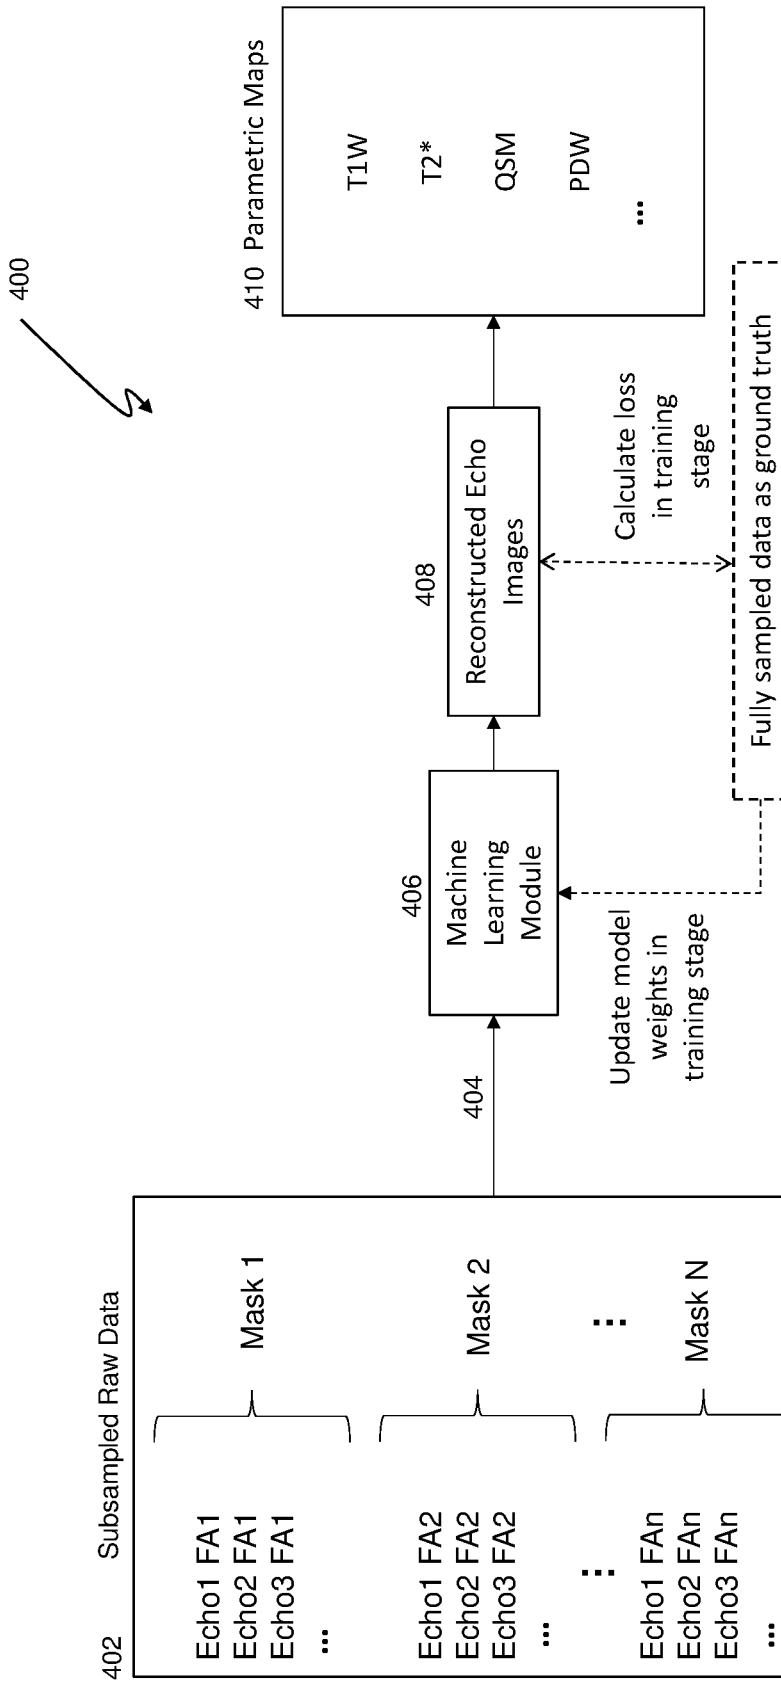 400
402
Subsampled Raw Data
Echo1 FA1
Echo2 FA1
Echo3 FA1
...
Mask 1
Echo1 FA2
Echo2 FA2
Echo3 FA2
...
Mask 2
...
...
Echo1 FAn
Echo2 FAn
Echo3 FAn
...
Mask N
404
406
Machine
Learning
Module
Update model
weights in
training stage
408
Reconstructed Echo
Images
Calculate loss
in training
stage
Fully sampled data as ground truth
410 Parametric Maps
T1W
T2*
QSM
PDW
...